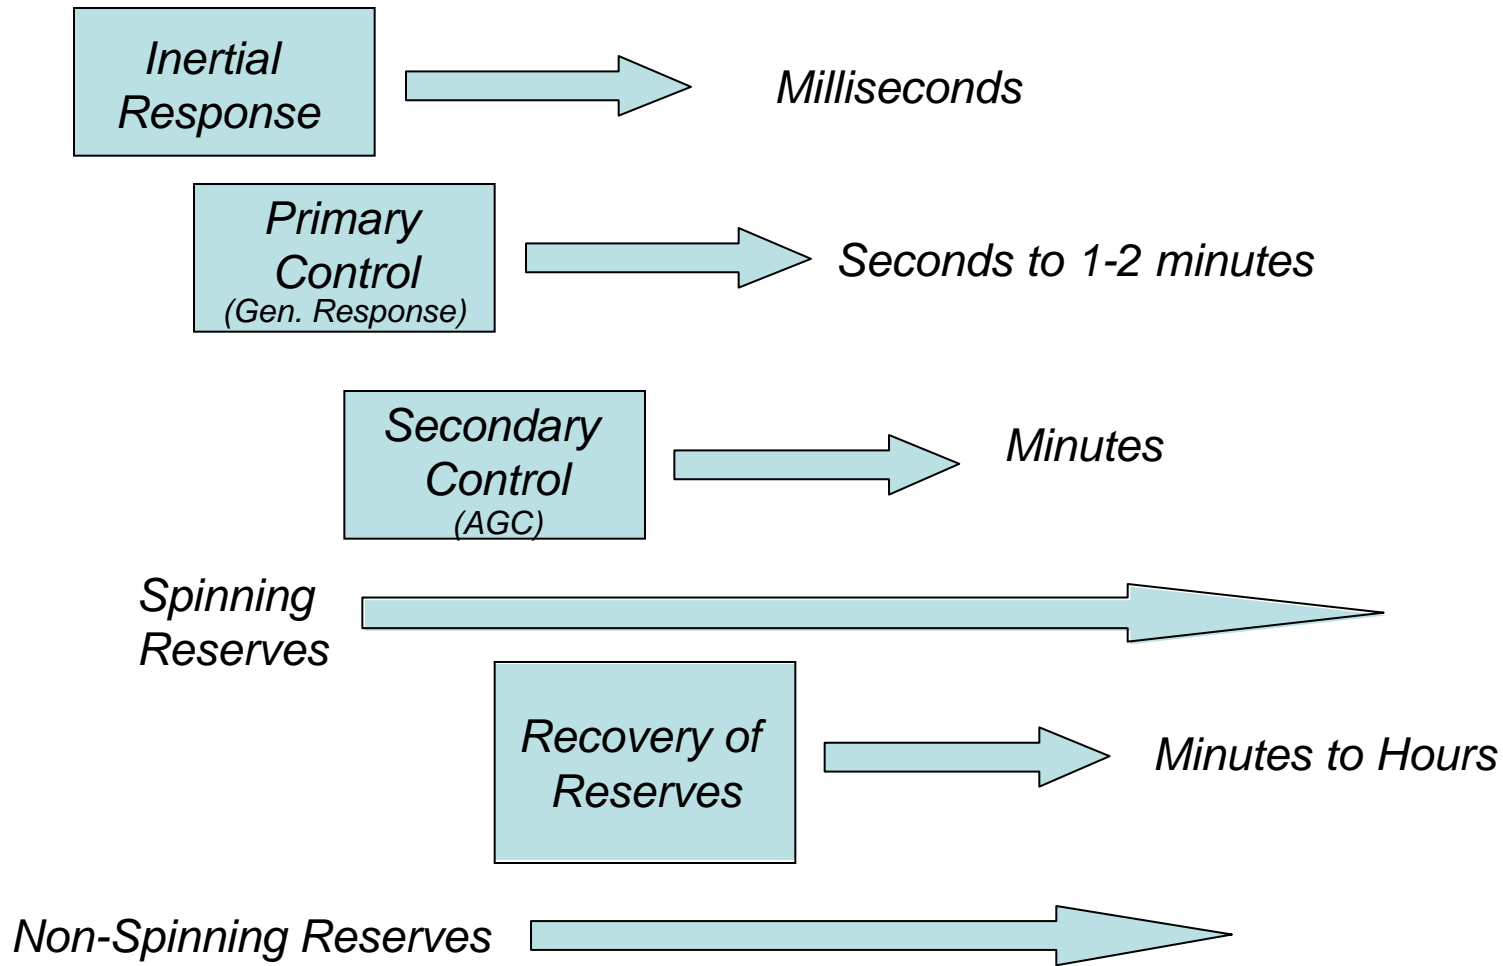 Inertial
Response
Milliseconds
Primary
Control
(Gen. Response)
Seconds to 1-2 minutes
Secondary
Control
(AGC)
Minutes
Spinning
Reserves
Recovery of
Reserves
Minutes to Hours
Non-Spinning Reserves